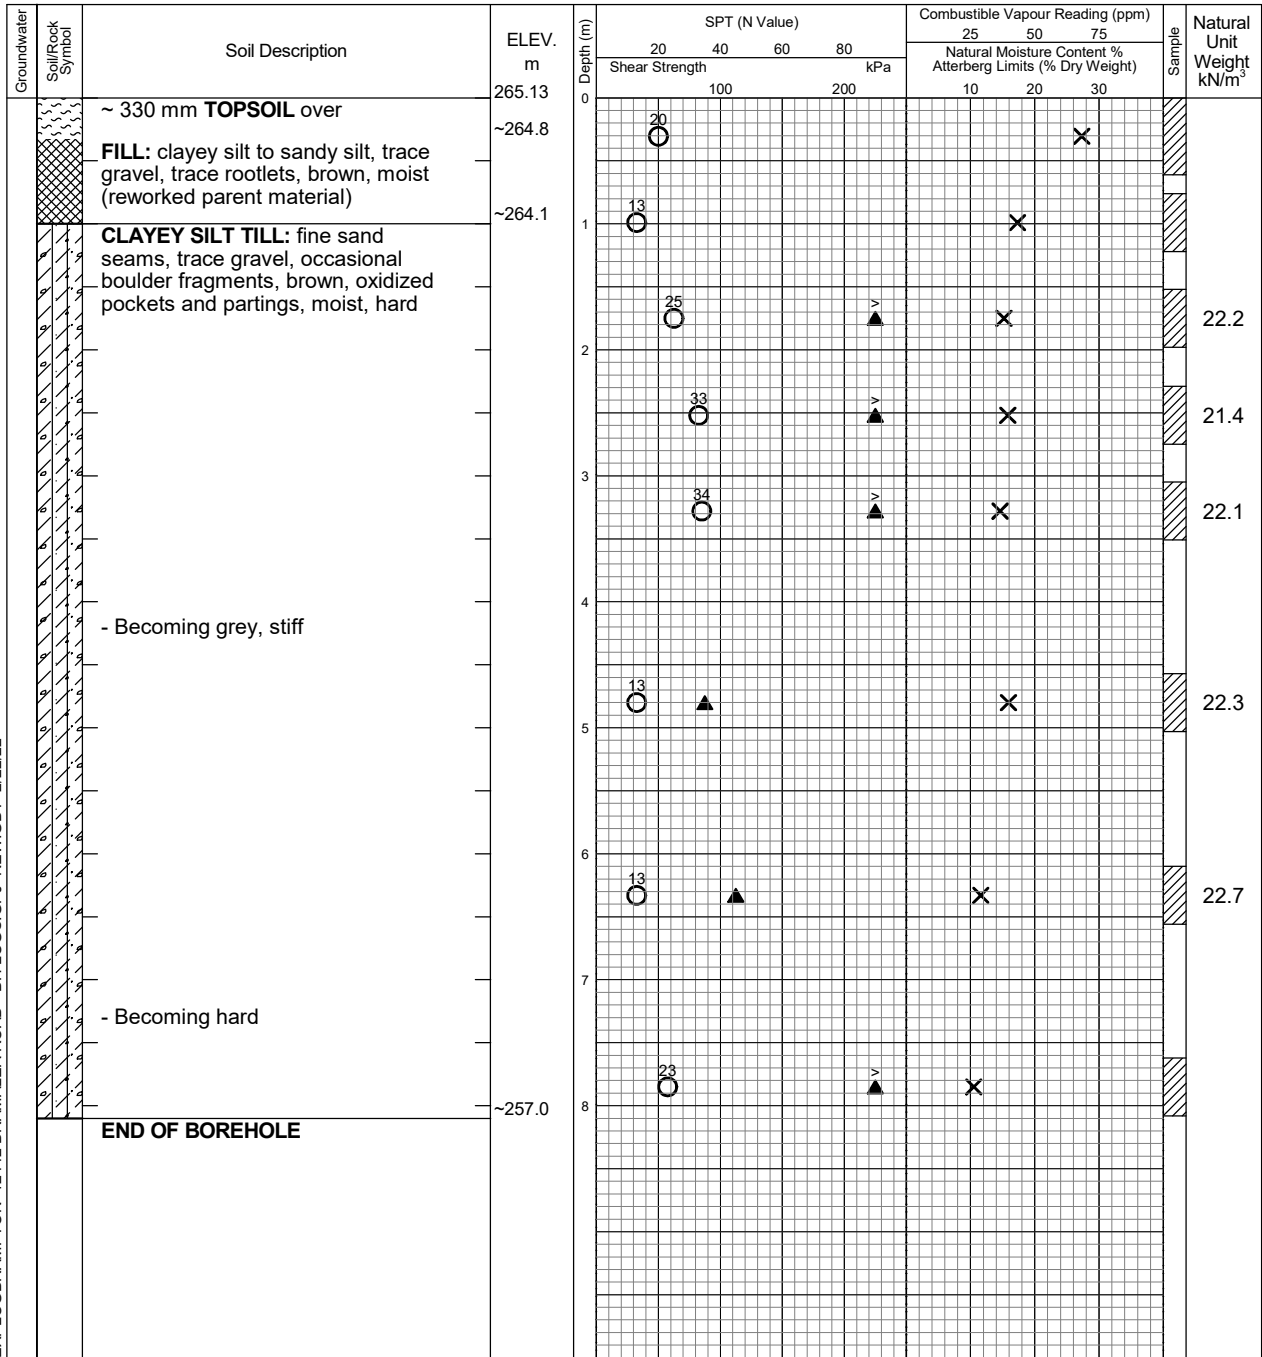 Groundwater
Soil/Rock
Symbol
Soil Description
ELEV.
m
265.13
Depth (m)
SPT (N Value)
20 40 60 80
Shear Strength kPa
100 200
Combustible Vapour Reading (ppm)
25 50 75
Natural Moisture Content %
Atterberg Limits (% Dry Weight)
10 20 30
Sample
Natural
Unit
Weight
kN/m3
0
~ 330 mm TOPSOIL over
~264.8
20
FILL: clayey silt to sandy silt, trace
gravel, trace rootlets, brown, moist
(reworked parent material)
~264.1
13
1
CLAYEY SILT TILL: fine sand
seams, trace gravel, occasional
boulder fragments, brown, oxidized
pockets and partings, moist, hard
25 >
22.2
2
33 >
21.4
3
34 >
22.1
4
- Becoming grey, stiff
13
22.3
5
6
13
22.7
7
- Becoming hard
23 >
8
~257.0
END OF BOREHOLE